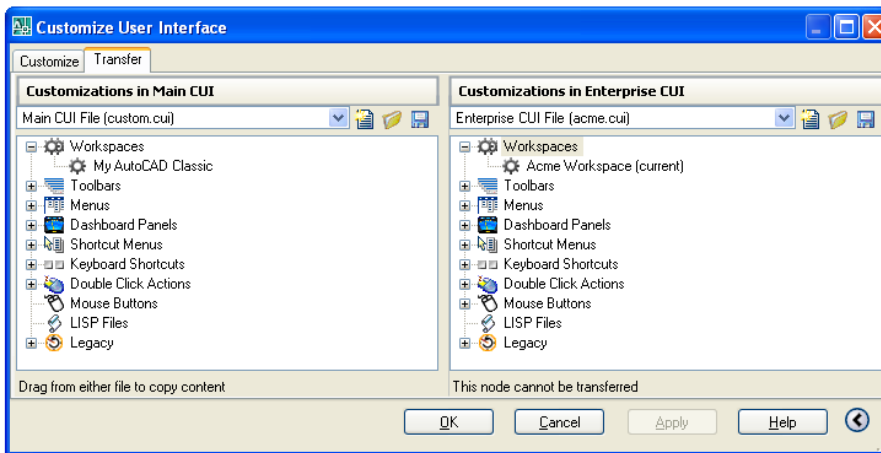 Customize User Interface
Customize Transfer
Customizations in Main CUI
Main CUI File (custom.cui)
Workspaces
My AutoCAD Classic
Toolbars
Menus
Dashboard Panels
Shortcut Menus
Keyboard Shortcuts
Double Click Actions
Mouse Buttons
LISP Files
Legacy
Drag from either file to copy content
Customizations in Enterprise CUI
Enterprise CUI File (acme.cui)
Workspaces
Acme Workspace (current)
Toolbars
Menus
Dashboard Panels
Shortcut Menus
Keyboard Shortcuts
Double Click Actions
Mouse Buttons
LISP Files
Legacy
This node cannot be transferred
OK Cancel Apply Help